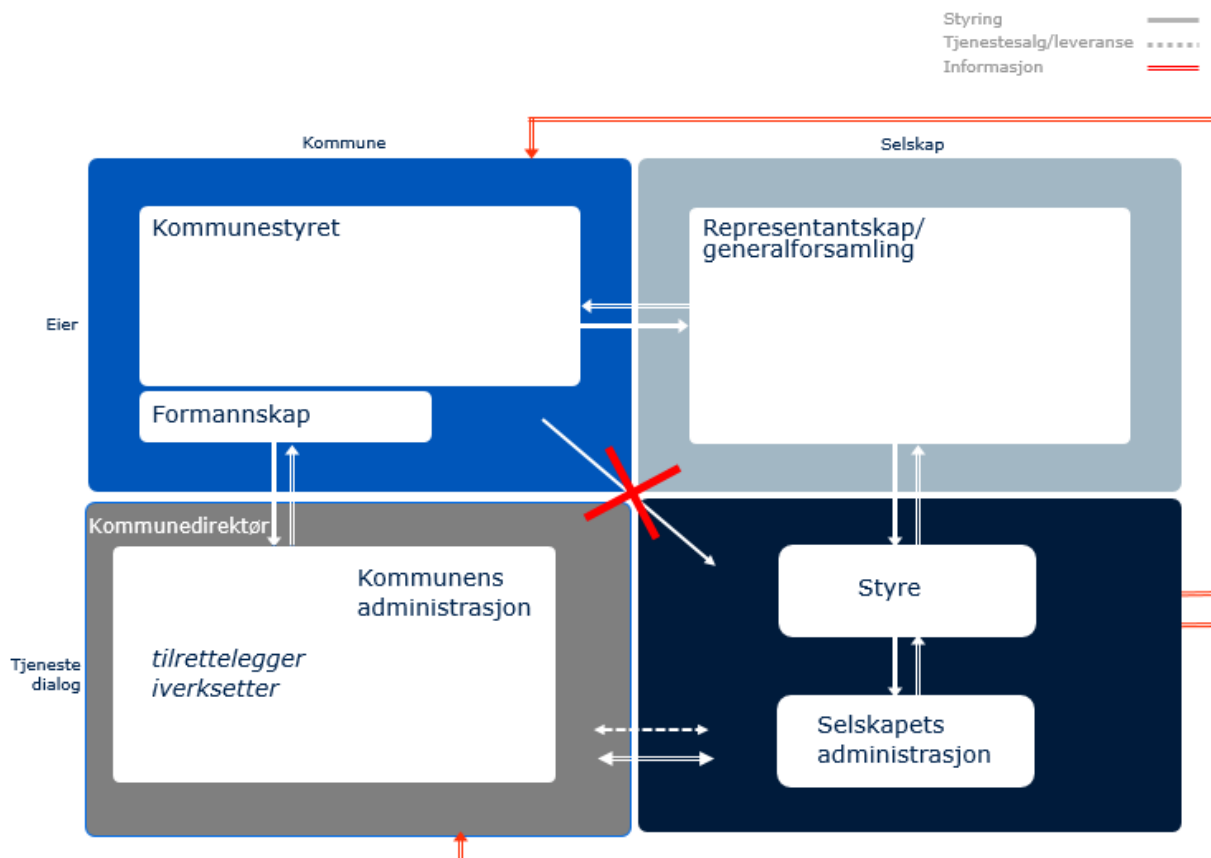 Styring
Tjenestesalg/leveranse
Informasjon
Kommune
Selskap
Kommunestyret
Representantskap/
generalforsamling
Eier
Formannskap
Kommunedirektør
Kommunens
administrasjon
Styre
tilrettelegger
iverksetter
Tjeneste
dialog
Selskapets
administrasjon